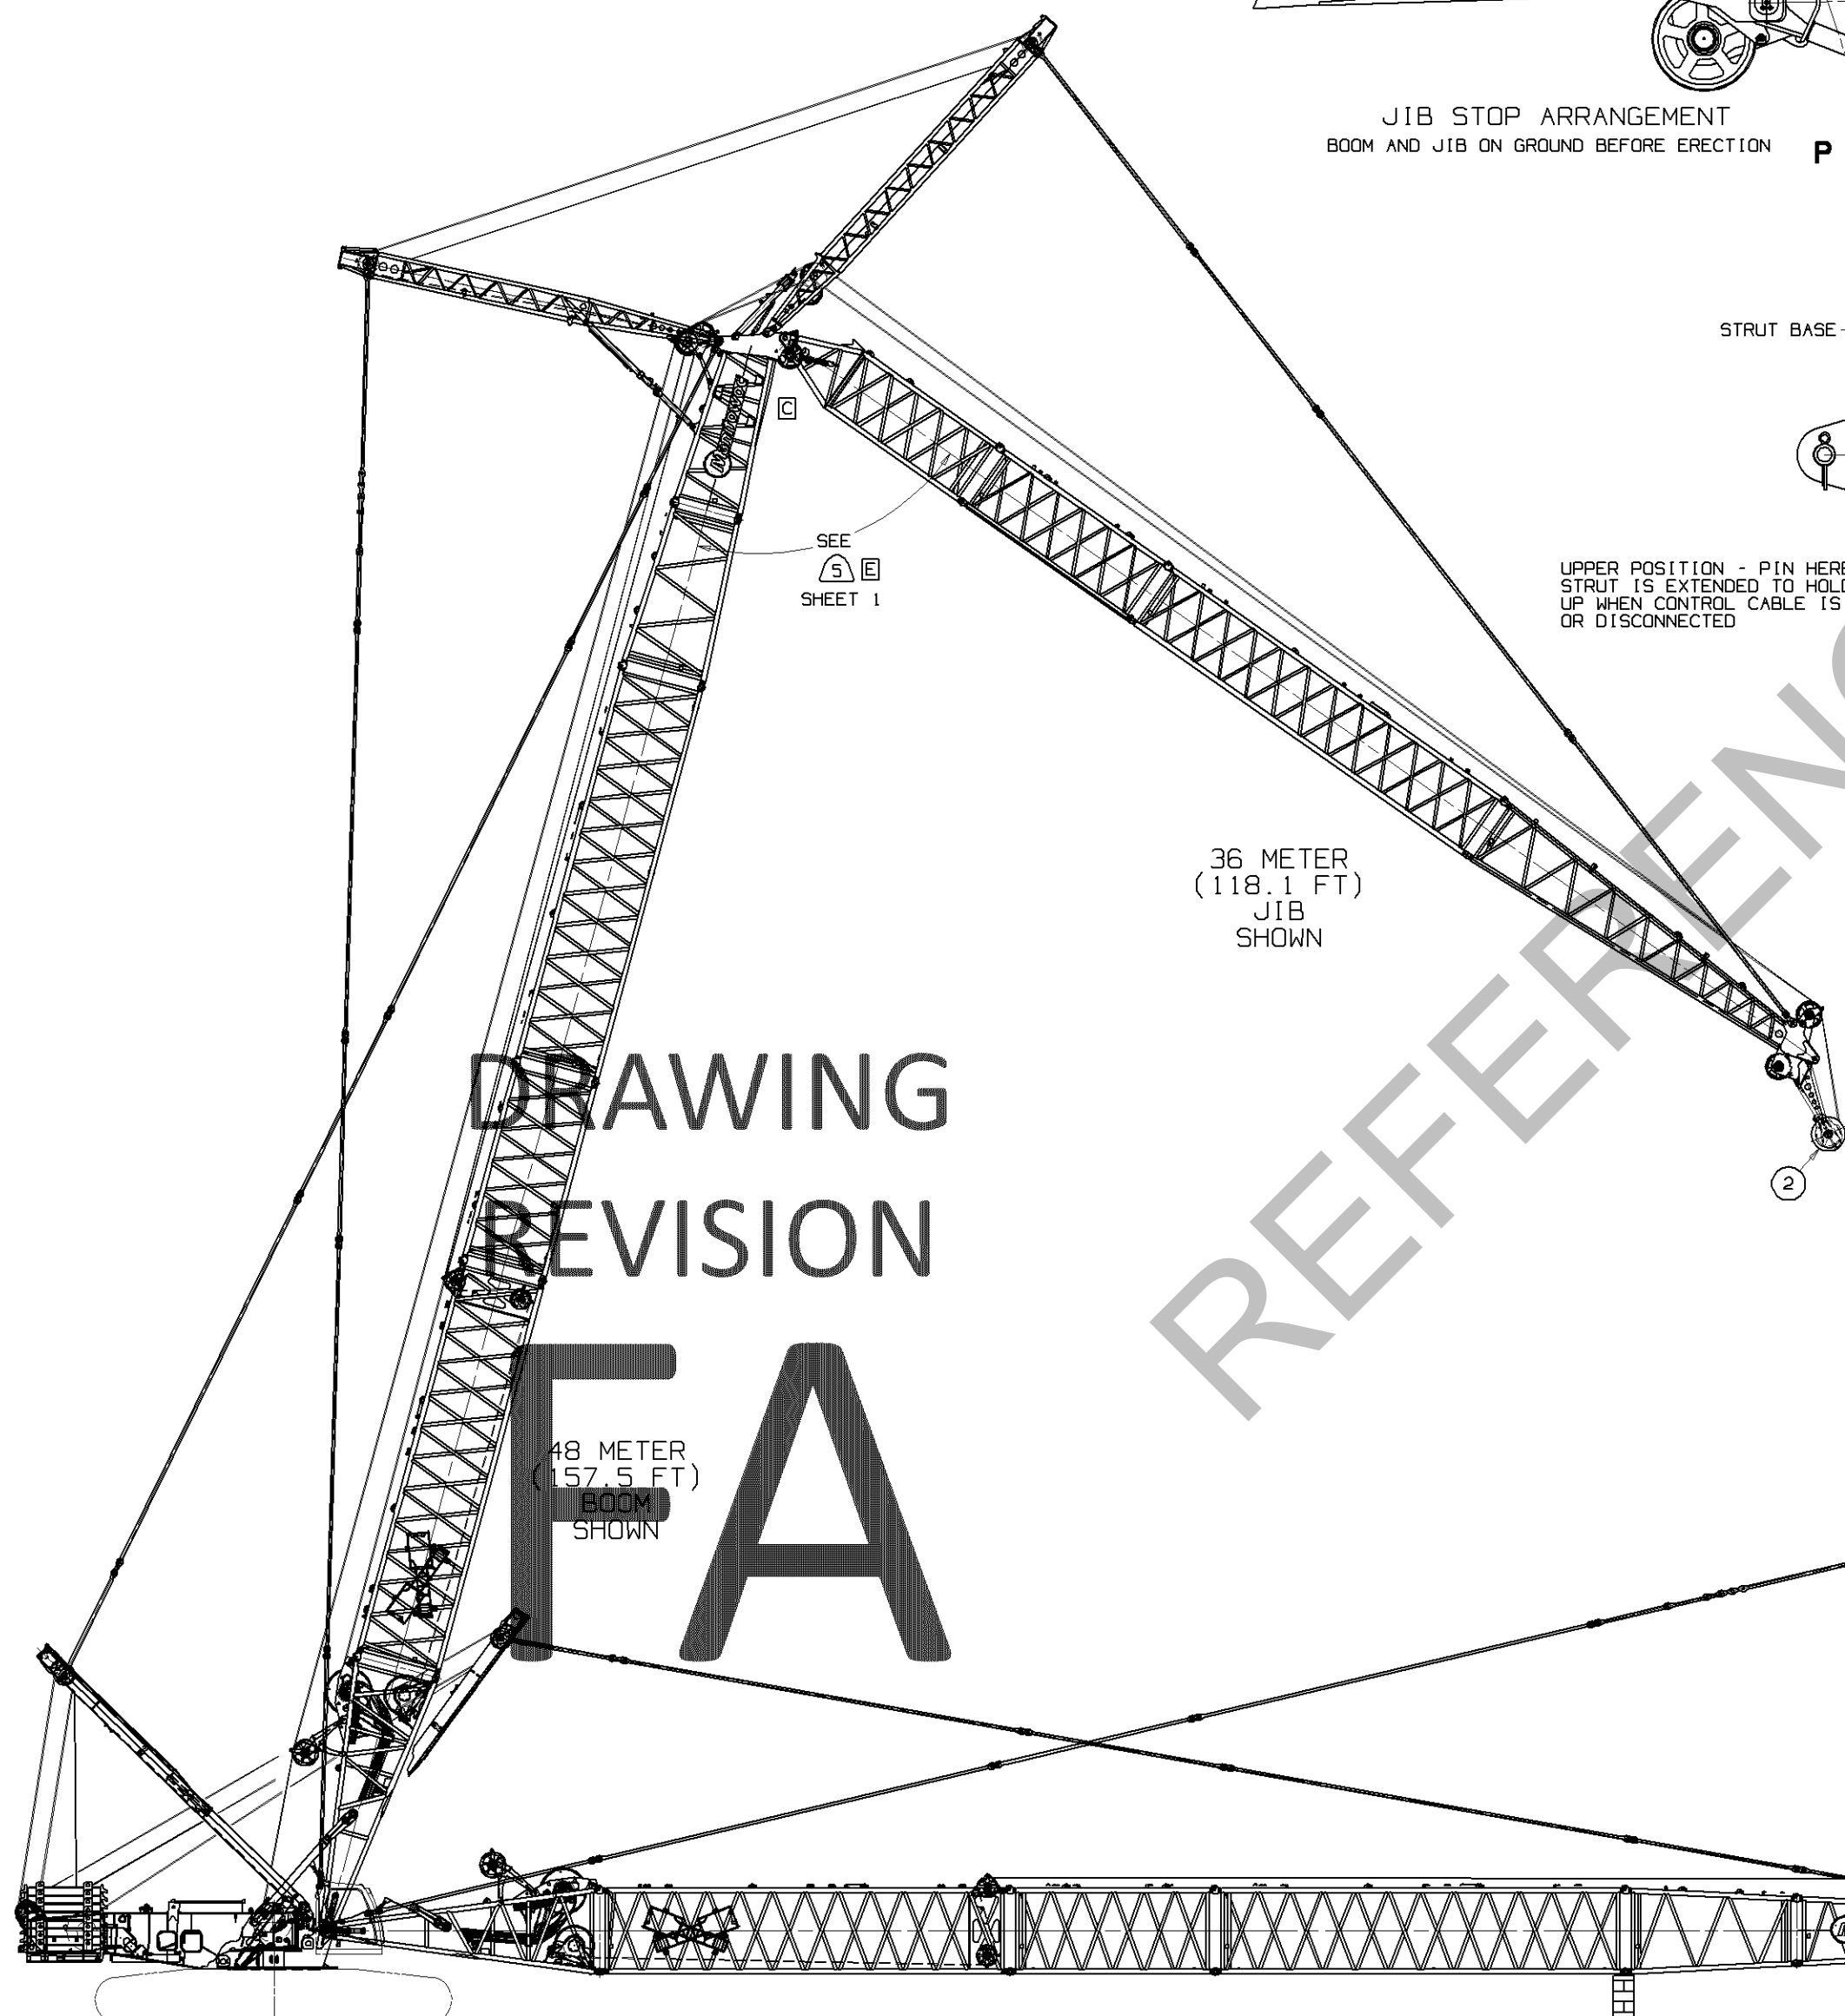 JIB STOP ARRANGEMENT
BOOM AND JIB ON GROUND BEFORE ERECTION
P
STRUT BASE
Manitowoc
C
SEE
5 E
SHEET 1
UPPER POSITION - PIN HERE
STRUT IS EXTENDED TO HOLD
UP WHEN CONTROL CABLE IS
OR DISCONNECTED
36 METER
(118.1 FT)
JIB
SHOWN
2
DRAWING
REVISION
FA
48 METER
(157.5 FT)
BOOM
SHOWN